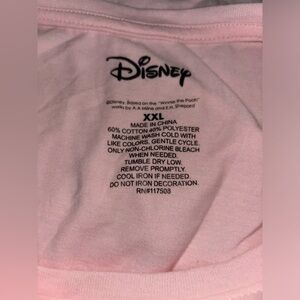 Disney
©Disney. Based on the "Winnie the Pooh"
works by A.A Milne and E.H. Shepard
XXL
MADE IN CHINA
60% COTTON 40% POLYESTER
MACHINE WASH COLD WITH
LIKE COLORS, GENTLE CYCLE.
ONLY NON-CHLORINE BLEACH
WHEN NEEDED.
TUMBLE DRY LOW.
REMOVE PROMPTLY.
COOL IRON IF NEEDED.
DO NOT IRON DECORATION.
RN#117508